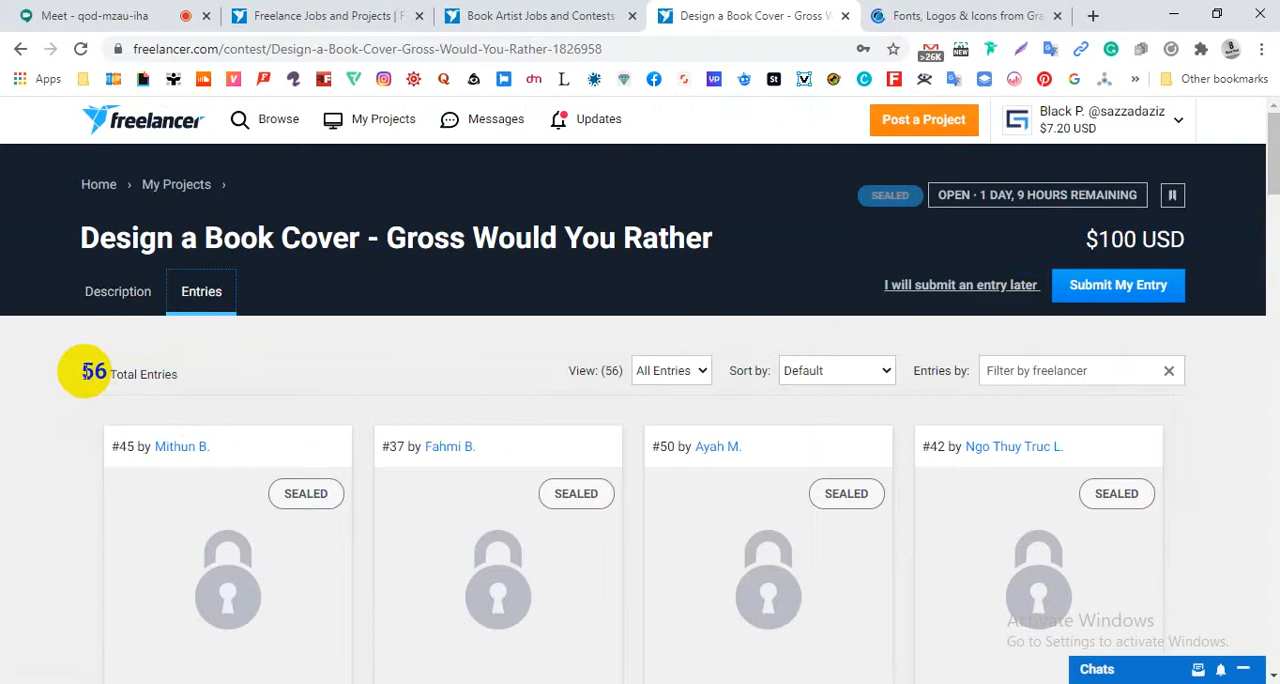 Meet - qod-mzau-iha
Freelance Jobs and Projects | F
Book Artist Jobs and Contests
Design a Book Cover - Gross W
Fonts, Logos & Icons from Gra
freelancer.com/contest/Design-a-Book-Cover-Gross-Would-You-Rather-1826958
>26K
NEW
Apps
Other bookmarks
freelancer
Browse
My Projects
Messages
Updates
Post a Project
Black P. @sazzadaziz
$7.20 USD
Home › My Projects ›
SEALED
OPEN · 1 DAY, 9 HOURS REMAINING
Design a Book Cover - Gross Would You Rather
$100 USD
Description
Entries
I will submit an entry later
Submit My Entry
56 Total Entries
View: (56)
All Entries
Sort by:
Default
Entries by:
Filter by freelancer
#45 by Mithun B.
#37 by Fahmi B.
#50 by Ayah M.
#42 by Ngo Thuy Truc L.
SEALED
SEALED
SEALED
SEALED
Activate Windows
Go to Settings to activate Windows.
Chats